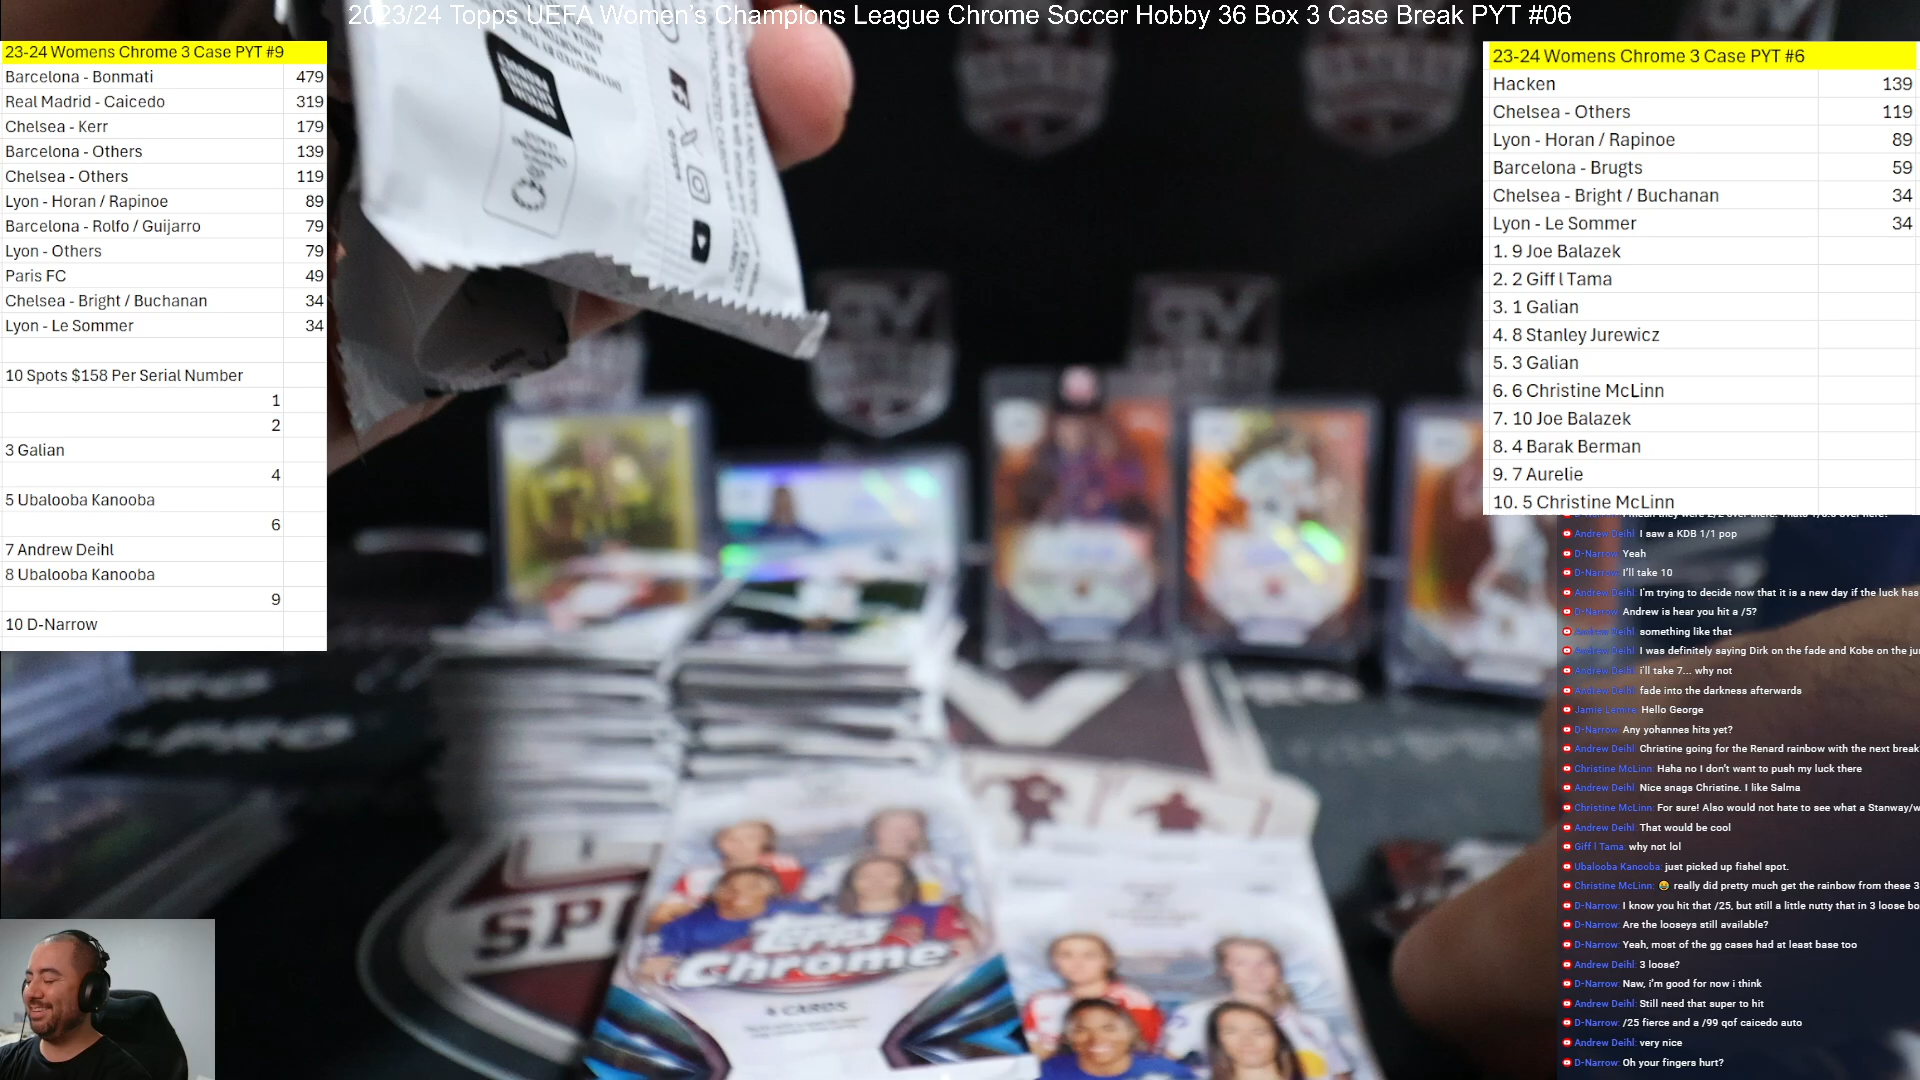 2023/24 Topps UEFA Women's Champions League Chrome Soccer Hobby 36 Box 3 Case Break PYT #06
23-24 Womens Chrome 3 Case PYT #9
Barcelona - Bonmati 479
Real Madrid - Caicedo 319
Chelsea - Kerr 179
Barcelona - Others 139
Chelsea - Others 119
Lyon - Horan / Rapinoe 89
Barcelona - Rolfo / Guijarro 79
Lyon - Others 79
Paris FC 49
Chelsea - Bright / Buchanan 34
Lyon - Le Sommer 34
10 Spots $158 Per Serial Number
1
2
3 Galian
4
5 Ubalooba Kanooba
6
7 Andrew Deihl
8 Ubalooba Kanooba
9
10 D-Narrow
23-24 Womens Chrome 3 Case PYT #6
Hacken 139
Chelsea - Others 119
Lyon - Horan / Rapinoe 89
Barcelona - Brugts 59
Chelsea - Bright / Buchanan 34
Lyon - Le Sommer 34
1. 9 Joe Balazek
2. 2 Giff l Tama
3. 1 Galian
4. 8 Stanley Jurewicz
5. 3 Galian
6. 6 Christine McLinn
7. 10 Joe Balazek
8. 4 Barak Berman
9. 7 Aurelie
10. 5 Christine McLinn
Andrew Deihl: I saw a KDB 1/1 pop
D-Narrow: Yeah
D-Narrow: I'll take 10
Andrew Deihl: I'm trying to decide now that it is a new day if the luck has
D-Narrow: Andrew is hear you hit a /5?
Andrew Deihl: something like that
Andrew Deihl: I was definitely saying Dirk on the fade and Kobe on the
Andrew Deihl: i'll take 7... why not
Andrew Deihl: fade into the darkness afterwards
Jamie Lemire: Hello George
D-Narrow: Any yohannes hits yet?
Andrew Deihl: Christine going for the Renard rainbow with the next break
Christine McLinn: Haha no I don't want to push my luck there
Andrew Deihl: Nice snags Christine. I like Salma
Christine McLinn: For sure! Also would not hate to see what a
Andrew Deihl: That would be cool
Giff l Tama: why not lol
Ubalooba Kanooba: just picked up fishel spot.
Christine McLinn: 😆 really did pretty much get the rainbow from these 3
D-Narrow: I know you hit that /25, but still a little nutty that in 3 loose
D-Narrow: Are the looseys still available?
D-Narrow: Yeah, most of the gg cases had at least base too
Andrew Deihl: 3 loose?
D-Narrow: Naw, i'm good for now i think
Andrew Deihl: Still need that super to hit
D-Narrow: /25 fierce and a /99 qof caicedo auto
Andrew Deihl: very nice
D-Narrow: Oh your fingers hurt?
Topps
Chrome
4 CARDS
SP